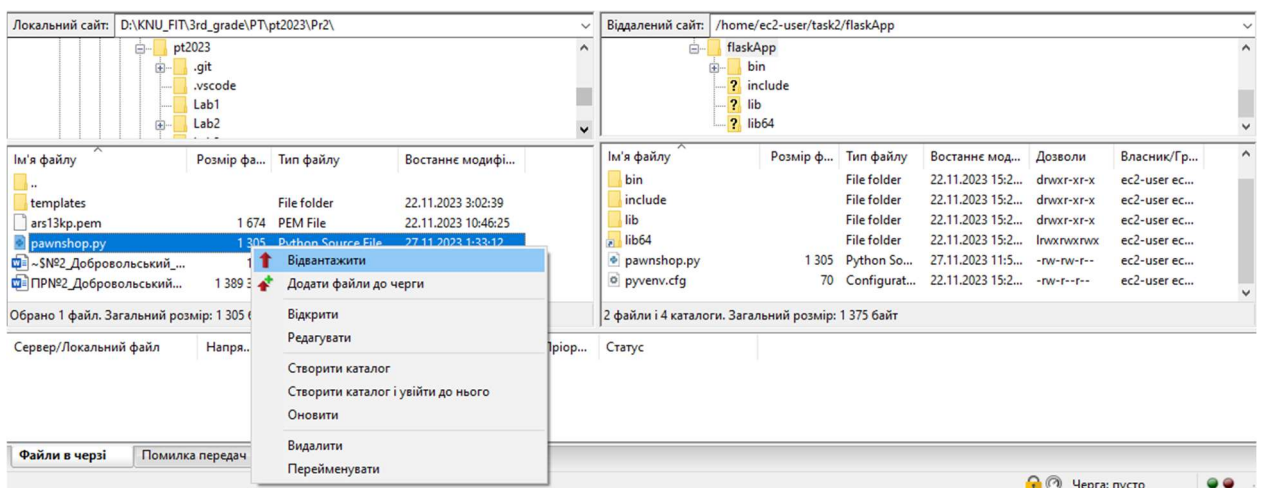 Локальний сайт: D:\KNU_FIT\3rd_grade\PT\pt2023\Pr2\
pt2023
.git
.vscode
Lab1
Lab2
Ім'я файлу Розмір фа... Тип файлу Востаннє модифі...
..
templates File folder 22.11.2023 3:02:39
ars13kp.pem 1 674 PEM File 22.11.2023 10:46:25
pawnshop.py 1 305 Python Source File 27.11.2023 1:33:12
~$№2_Добровольський_... 1
ПР№2_Добровольський... 1 389 3
Обрано 1 файл. Загальний розмір: 1 305
Віддалений сайт: /home/ec2-user/task2/flaskApp
flaskApp
bin
? include
? lib
? lib64
Ім'я файлу Розмір ф... Тип файлу Востаннє мод... Дозволи Власник/Гр...
bin File folder 22.11.2023 15:2... drwxr-xr-x ec2-user ec...
include File folder 22.11.2023 15:2... drwxr-xr-x ec2-user ec...
lib File folder 22.11.2023 15:2... drwxr-xr-x ec2-user ec...
lib64 File folder 22.11.2023 15:2... lrwxrwxrwx ec2-user ec...
pawnshop.py 1 305 Python So... 27.11.2023 11:5... -rw-rw-r-- ec2-user ec...
pyvenv.cfg 70 Configurat... 22.11.2023 15:2... -rw-r--r-- ec2-user ec...
2 файли і 4 каталоги. Загальний розмір: 1 375 байт
Відвантажити
Додати файли до черги
Відкрити
Редагувати
Створити каталог
Створити каталог і увійти до нього
Оновити
Видалити
Перейменувати
Сервер/Локальний файл Напря... Статус
Файли в черзі Помилка передач
Черга: пусто